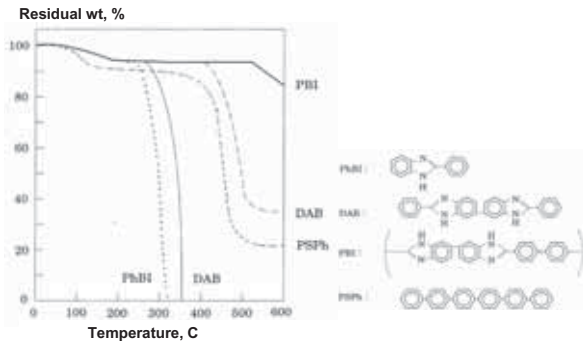 Residual wt, %
100
80
60
40
20
0
PBI
DAB
PSPh
PhBI
DAB
0 100 200 300 400 500 600
Temperature, C
PhBI :
N
N
H
DAB :
N
N
H
N
N
H
PBI :
H
N
N
H
N
N
PSPh :